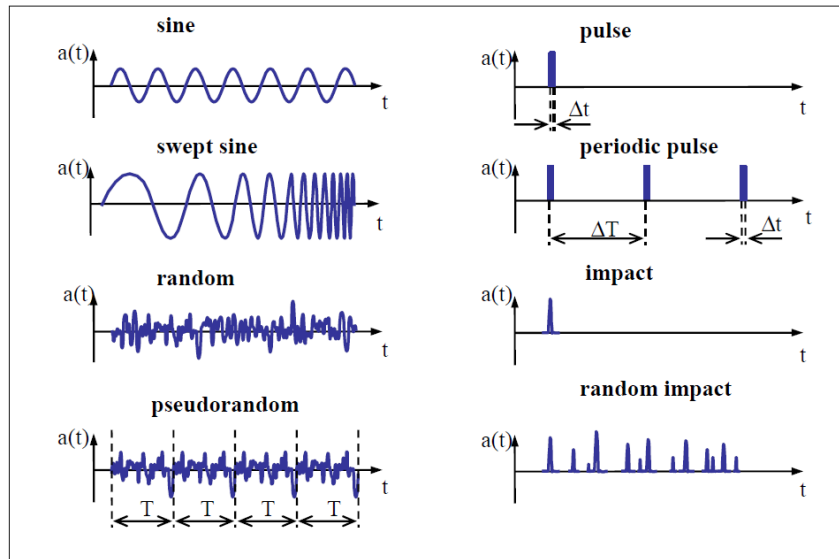 sine
a(t)
t
swept sine
a(t)
t
random
a(t)
t
pseudorandom
a(t)
t
T T T T
pulse
a(t)
t
Δt
periodic pulse
a(t)
t
ΔT
Δt
impact
a(t)
t
random impact
a(t)
t